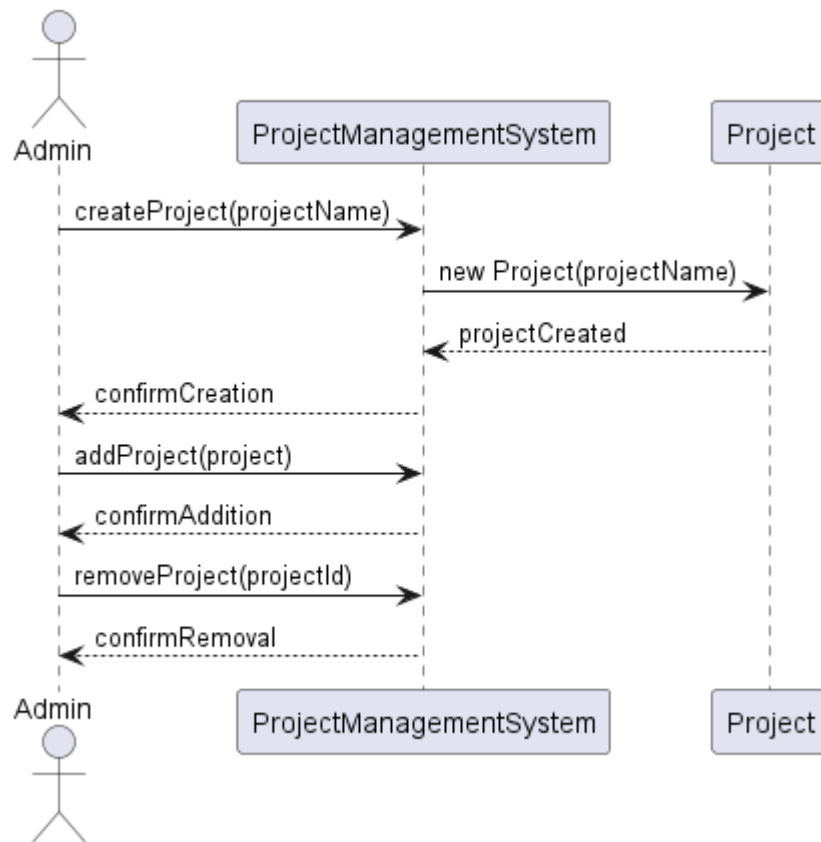 Admin
ProjectManagementSystem
Project
createProject(projectName)
new Project(projectName)
projectCreated
confirmCreation
addProject(project)
confirmAddition
removeProject(projectId)
confirmRemoval
Admin
ProjectManagementSystem
Project